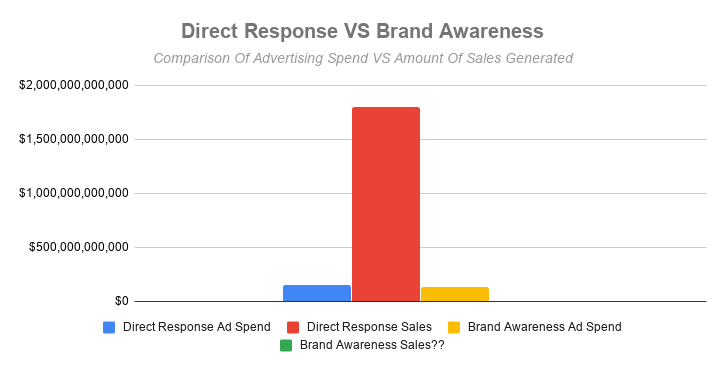 Direct Response VS Brand Awareness
Comparison Of Advertising Spend VS Amount Of Sales Generated
$2,000,000,000,000
$1,500,000,000,000
$1,000,000,000,000
$500,000,000,000
$0
Direct Response Ad Spend Direct Response Sales Brand Awareness Ad Spend
Brand Awareness Sales??